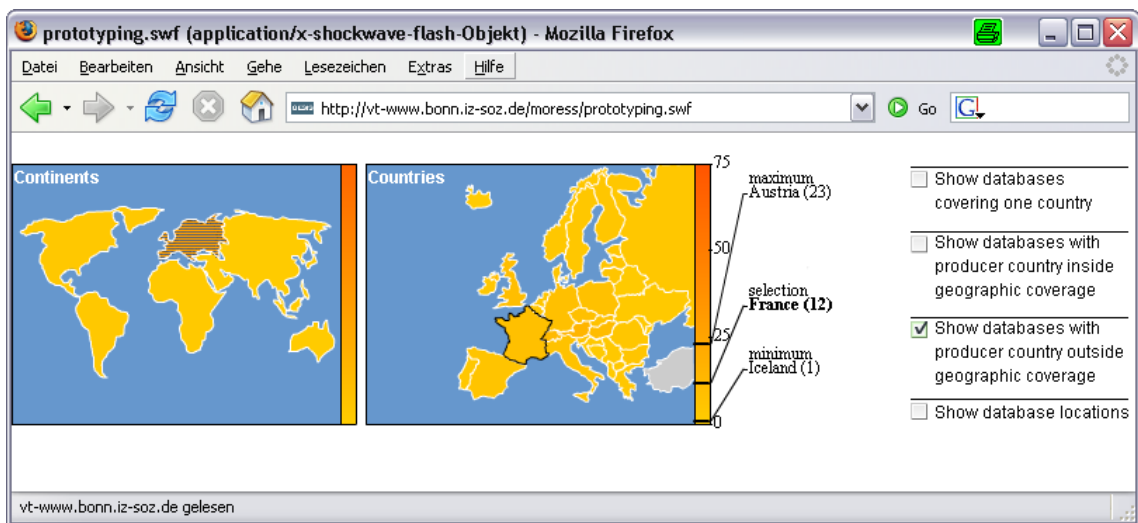 prototyping.swf (application/x-shockwave-flash-Objekt) - Mozilla Firefox
Datei Bearbeiten Ansicht Gehe Lesezeichen Extras Hilfe
http://vt-www.bonn.iz-soz.de/moress/prototyping.swf Go G
Continents
Countries
75
50
25
0
maximum
Austria (23)
selection
France (12)
minimum
Iceland (1)
Show databases
covering one country
Show databases with
producer country inside
geographic coverage
Show databases with
producer country outside
geographic coverage
Show database locations
vt-www.bonn.iz-soz.de gelesen